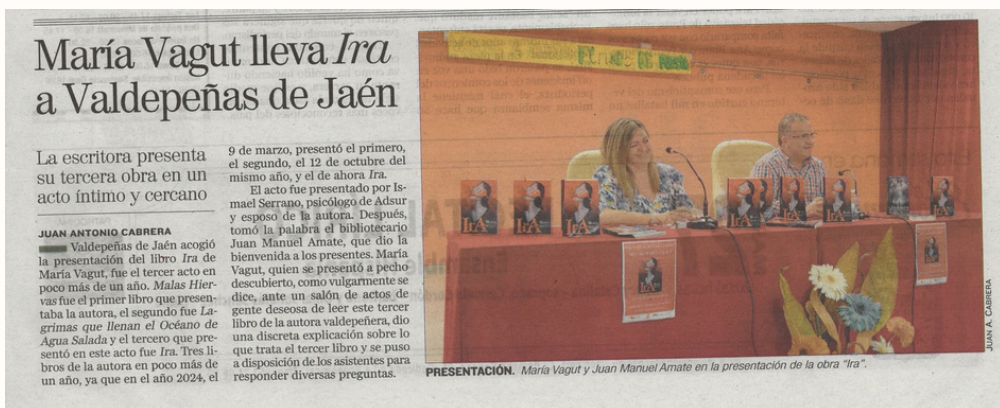 María Vagut lleva Ira
a Valdepeñas de Jaén
La escritora presenta
su tercera obra en un
acto íntimo y cercano
JUAN ANTONIO CABRERA
Valdepeñas de Jaén acogió
la presentación del libro Ira de
María Vagut, fue el tercer acto en
poco más de un año. Malas Hier-
vas fue el primer libro que presen-
taba la autora, el segundo fue La-
grimas que llenan el Océano de
Agua Salada y el tercero que pre-
sentó en este acto fue Ira. Tres li-
bros de la autora en poco más de
un año, ya que en el año 2024, el
9 de marzo, presentó el primero,
el segundo, el 12 de octubre del
mismo año, y el de ahora Ira.
El acto fue presentado por Is-
mael Serrano, psicólogo de Adsur
y esposo de la autora. Después,
tomó la palabra el bibliotecario
Juan Manuel Amate, que dio la
bienvenida a los presentes. María
Vagut, quien se presentó a pecho
descubierto, como vulgarmente se
dice, ante un salón de actos de
gente deseosa de leer este tercer
libro de la autora valdepeñera, dio
una discreta explicación sobre lo
que trata el tercer libro y se puso
a disposición de los asistentes para
responder diversas preguntas.
IRA
IRA
IRA
IRA
IRA
IRA
IRA
IRA
JUAN A. CABRERA
PRESENTACIÓN. María Vagut y Juan Manuel Amate en la presentación de la obra “Ira”.